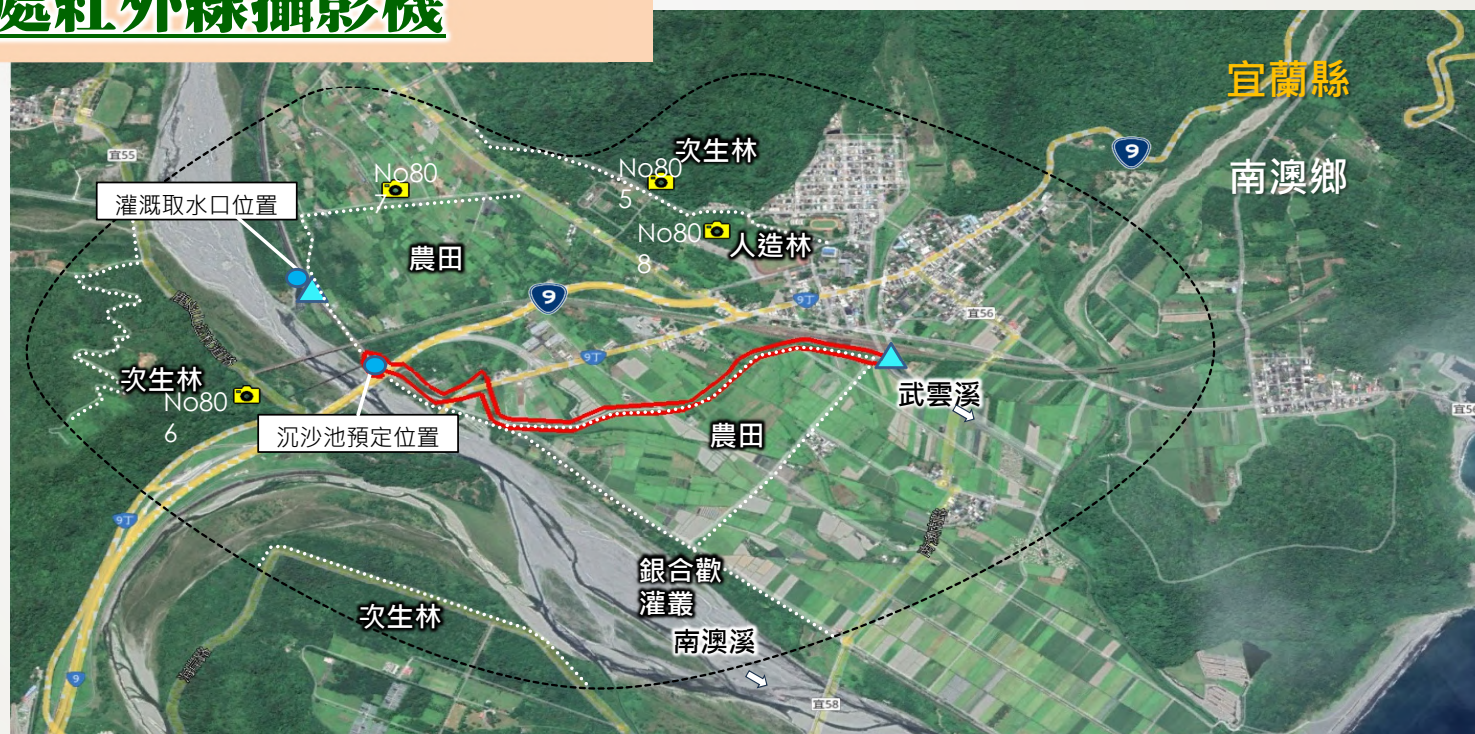 處紅外線攝影機
宜蘭縣
9
次生林
宜55
No80
No80
5
南澳鄉
灌溉取水口位置
No80
8
人造林
農田
9
9丁
宜56
9丁
次生林
No80
6
武雲溪
宜5
沉沙池預定位置
農田
9丁
銀合歡
灌叢
次生林
南澳溪
9
宜58